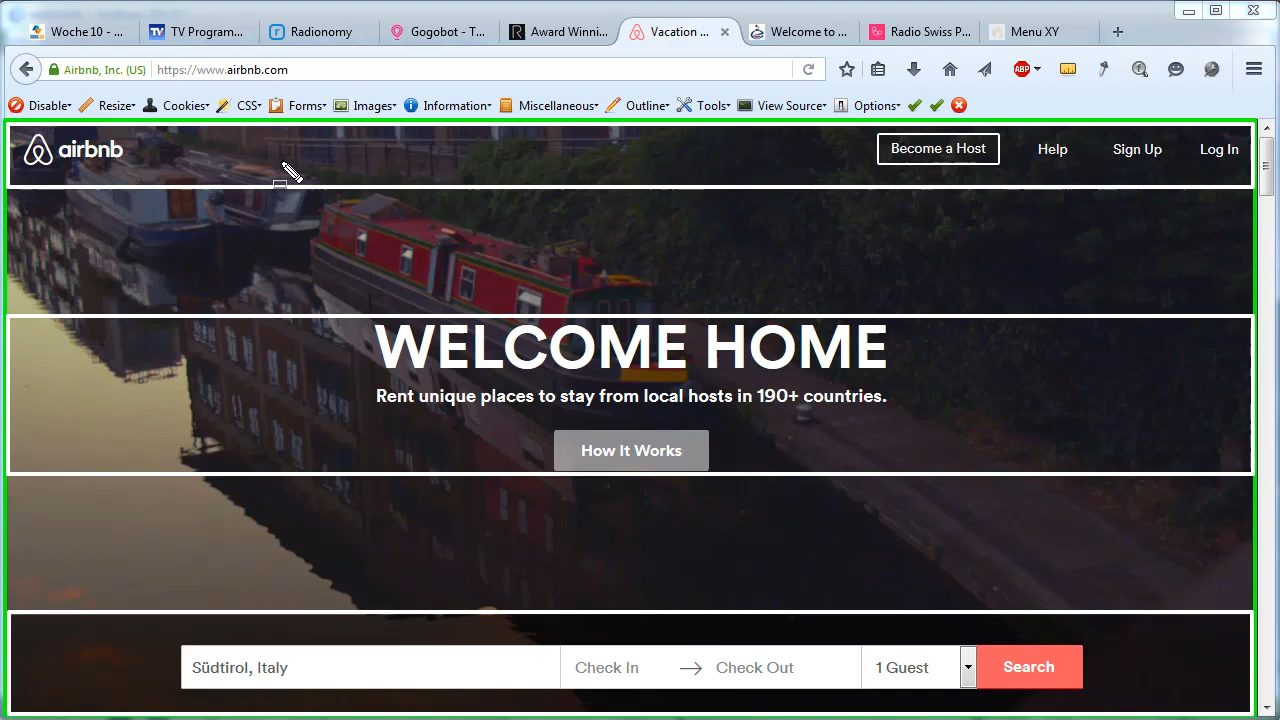 Woche 10 - ...
TV Program...
Radionomy
Gogobot - T...
Award Winni...
Vacation ...
Welcome to ...
Radio Swiss P...
Menu XY
Airbnb, Inc. (US)
https://www.airbnb.com
ABP
Disable
Resize
Cookies
CSS
Forms
Images
Information
Miscellaneous
Outline
Tools
View Source
Options
airbnb
Become a Host
Help
Sign Up
Log In
WELCOME HOME
Rent unique places to stay from local hosts in 190+ countries.
How It Works
Südtirol, Italy
Check In
Check Out
1 Guest
Search